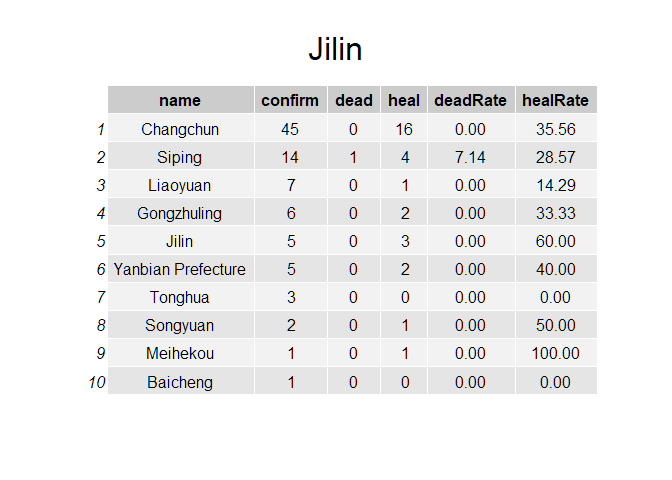 Jilin
name confirm dead heal deadRate healRate
1 Changchun 45 0 16 0.00 35.56
2 Siping 14 1 4 7.14 28.57
3 Liaoyuan 7 0 1 0.00 14.29
4 Gongzhuling 6 0 2 0.00 33.33
5 Jilin 5 0 3 0.00 60.00
6 Yanbian Prefecture 5 0 2 0.00 40.00
7 Tonghua 3 0 0 0.00 0.00
8 Songyuan 2 0 1 0.00 50.00
9 Meihekou 1 0 1 0.00 100.00
10 Baicheng 1 0 0 0.00 0.00